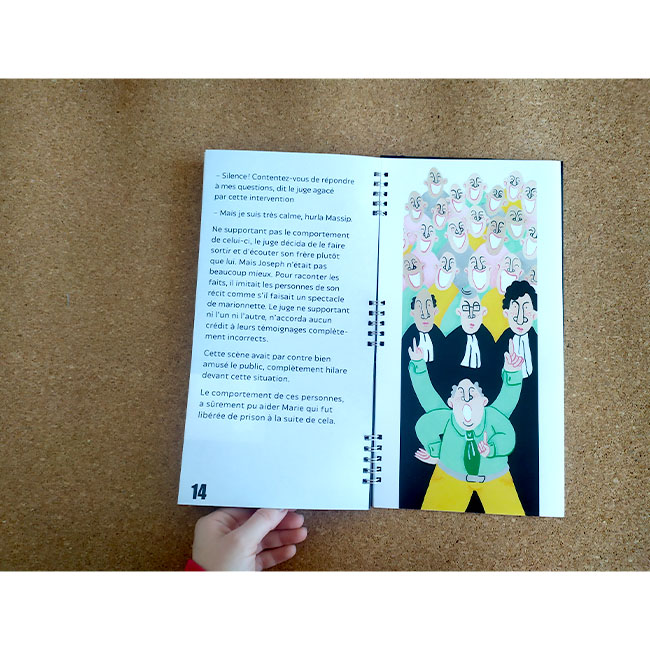 – Silence! Contentez-vous de répondre
à mes questions, dit le juge agacé
par cette intervention
– Mais je suis très calme, hurla Massip.
Ne supportant pas le comportement
de celui-ci, le juge décida de le faire
sortir et d'écouter son frère plutôt
que lui. Mais Joseph n'était pas
beaucoup mieux. Pour raconter les
faits, il imitait les personnes de son
récit comme s'il faisait un spectacle
de marionnette. Le juge ne supportant
ni l'un ni l'autre, n'accorda aucun
crédit à leurs témoignages complète-
ment incorrects.
Cette scène avait par contre bien
amusé le public, complètement hilare
devant cette situation.
Le comportement de ces personnes,
a sûrement pu aider Marie qui fut
libérée de prison à la suite de cela.
14